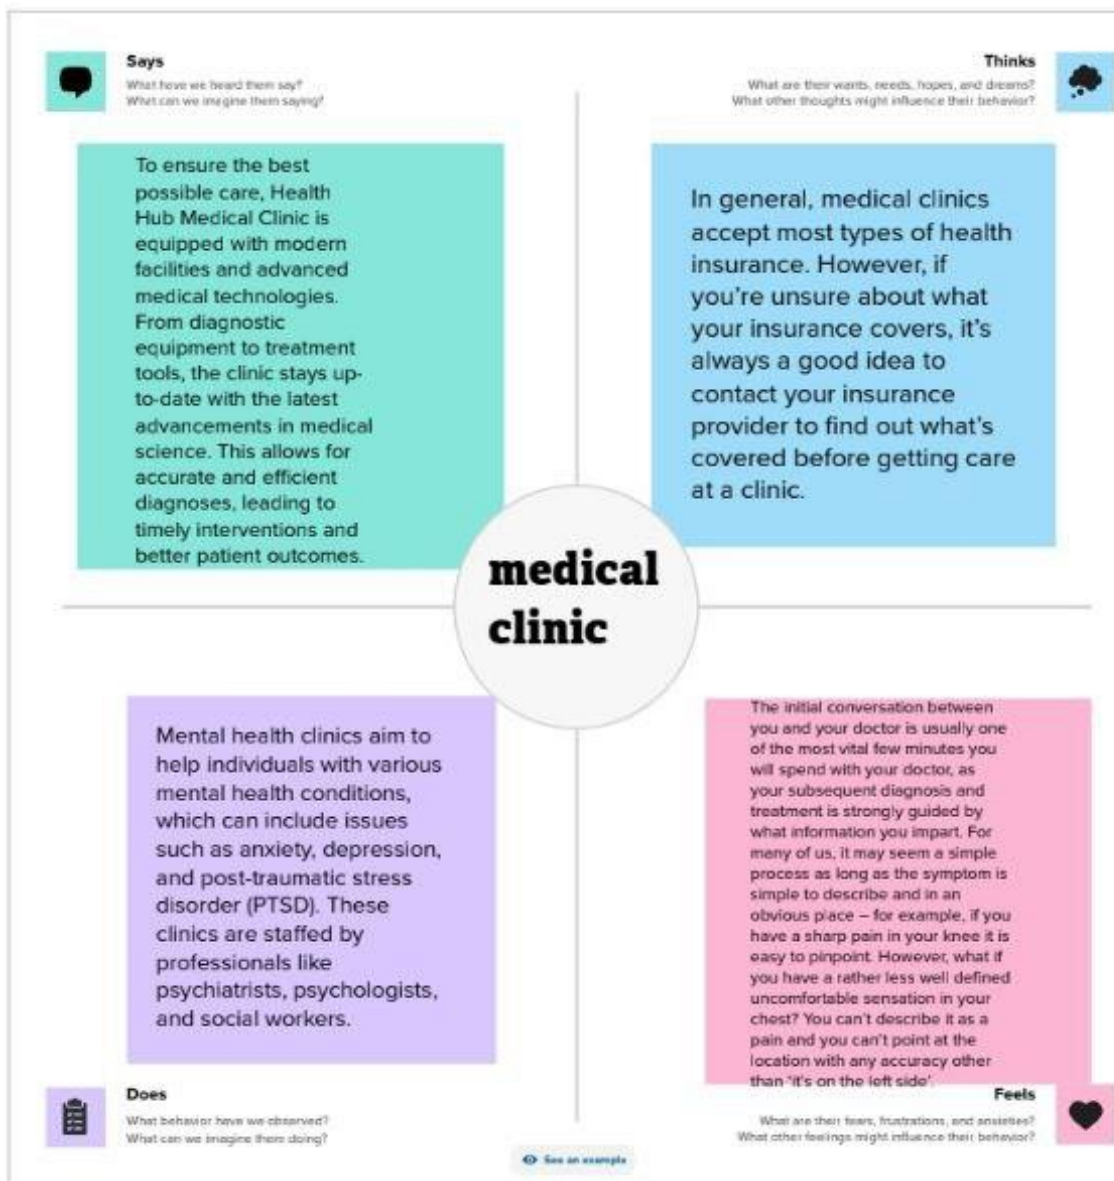 Says
What have we heard them say?
What can we imagine them saying?
Thinks
What are their wants, needs, hopes, and dreams?
What other thoughts might influence their behavior?
To ensure the best
possible care, Health
Hub Medical Clinic is
equipped with modern
facilities and advanced
medical technologies.
From diagnostic
equipment to treatment
tools, the clinic stays up-
to-date with the latest
advancements in medical
science. This allows for
accurate and efficient
diagnoses, leading to
timely interventions and
better patient outcomes.
In general, medical clinics
accept most types of health
insurance. However, if
you're unsure about what
your insurance covers, it's
always a good idea to
contact your insurance
provider to find out what's
covered before getting care
at a clinic.
medical
clinic
Mental health clinics aim to
help individuals with various
mental health conditions,
which can include issues
such as anxiety, depression,
and post-traumatic stress
disorder (PTSD). These
clinics are staffed by
professionals like
psychiatrists, psychologists,
and social workers.
The initial conversation between
you and your doctor is usually one
of the most vital few minutes you
will spend with your doctor, as
your subsequent diagnosis and
treatment is strongly guided by
what information you impart. For
many of us, it may seem a simple
process as long as the symptom is
simple to describe and in an
obvious place – for example, if you
have a sharp pain in your knee it is
easy to pinpoint. However, what if
you have a rather less well defined
uncomfortable sensation in your
chest? You can't describe it as a
pain and you can't point at the
location with any accuracy other
than 'it's on the left side'.
Does
What behavior have we observed?
What can we imagine them doing?
Feels
What are their fears, frustrations, and anxieties?
What other feelings might influence their behavior?
See an example